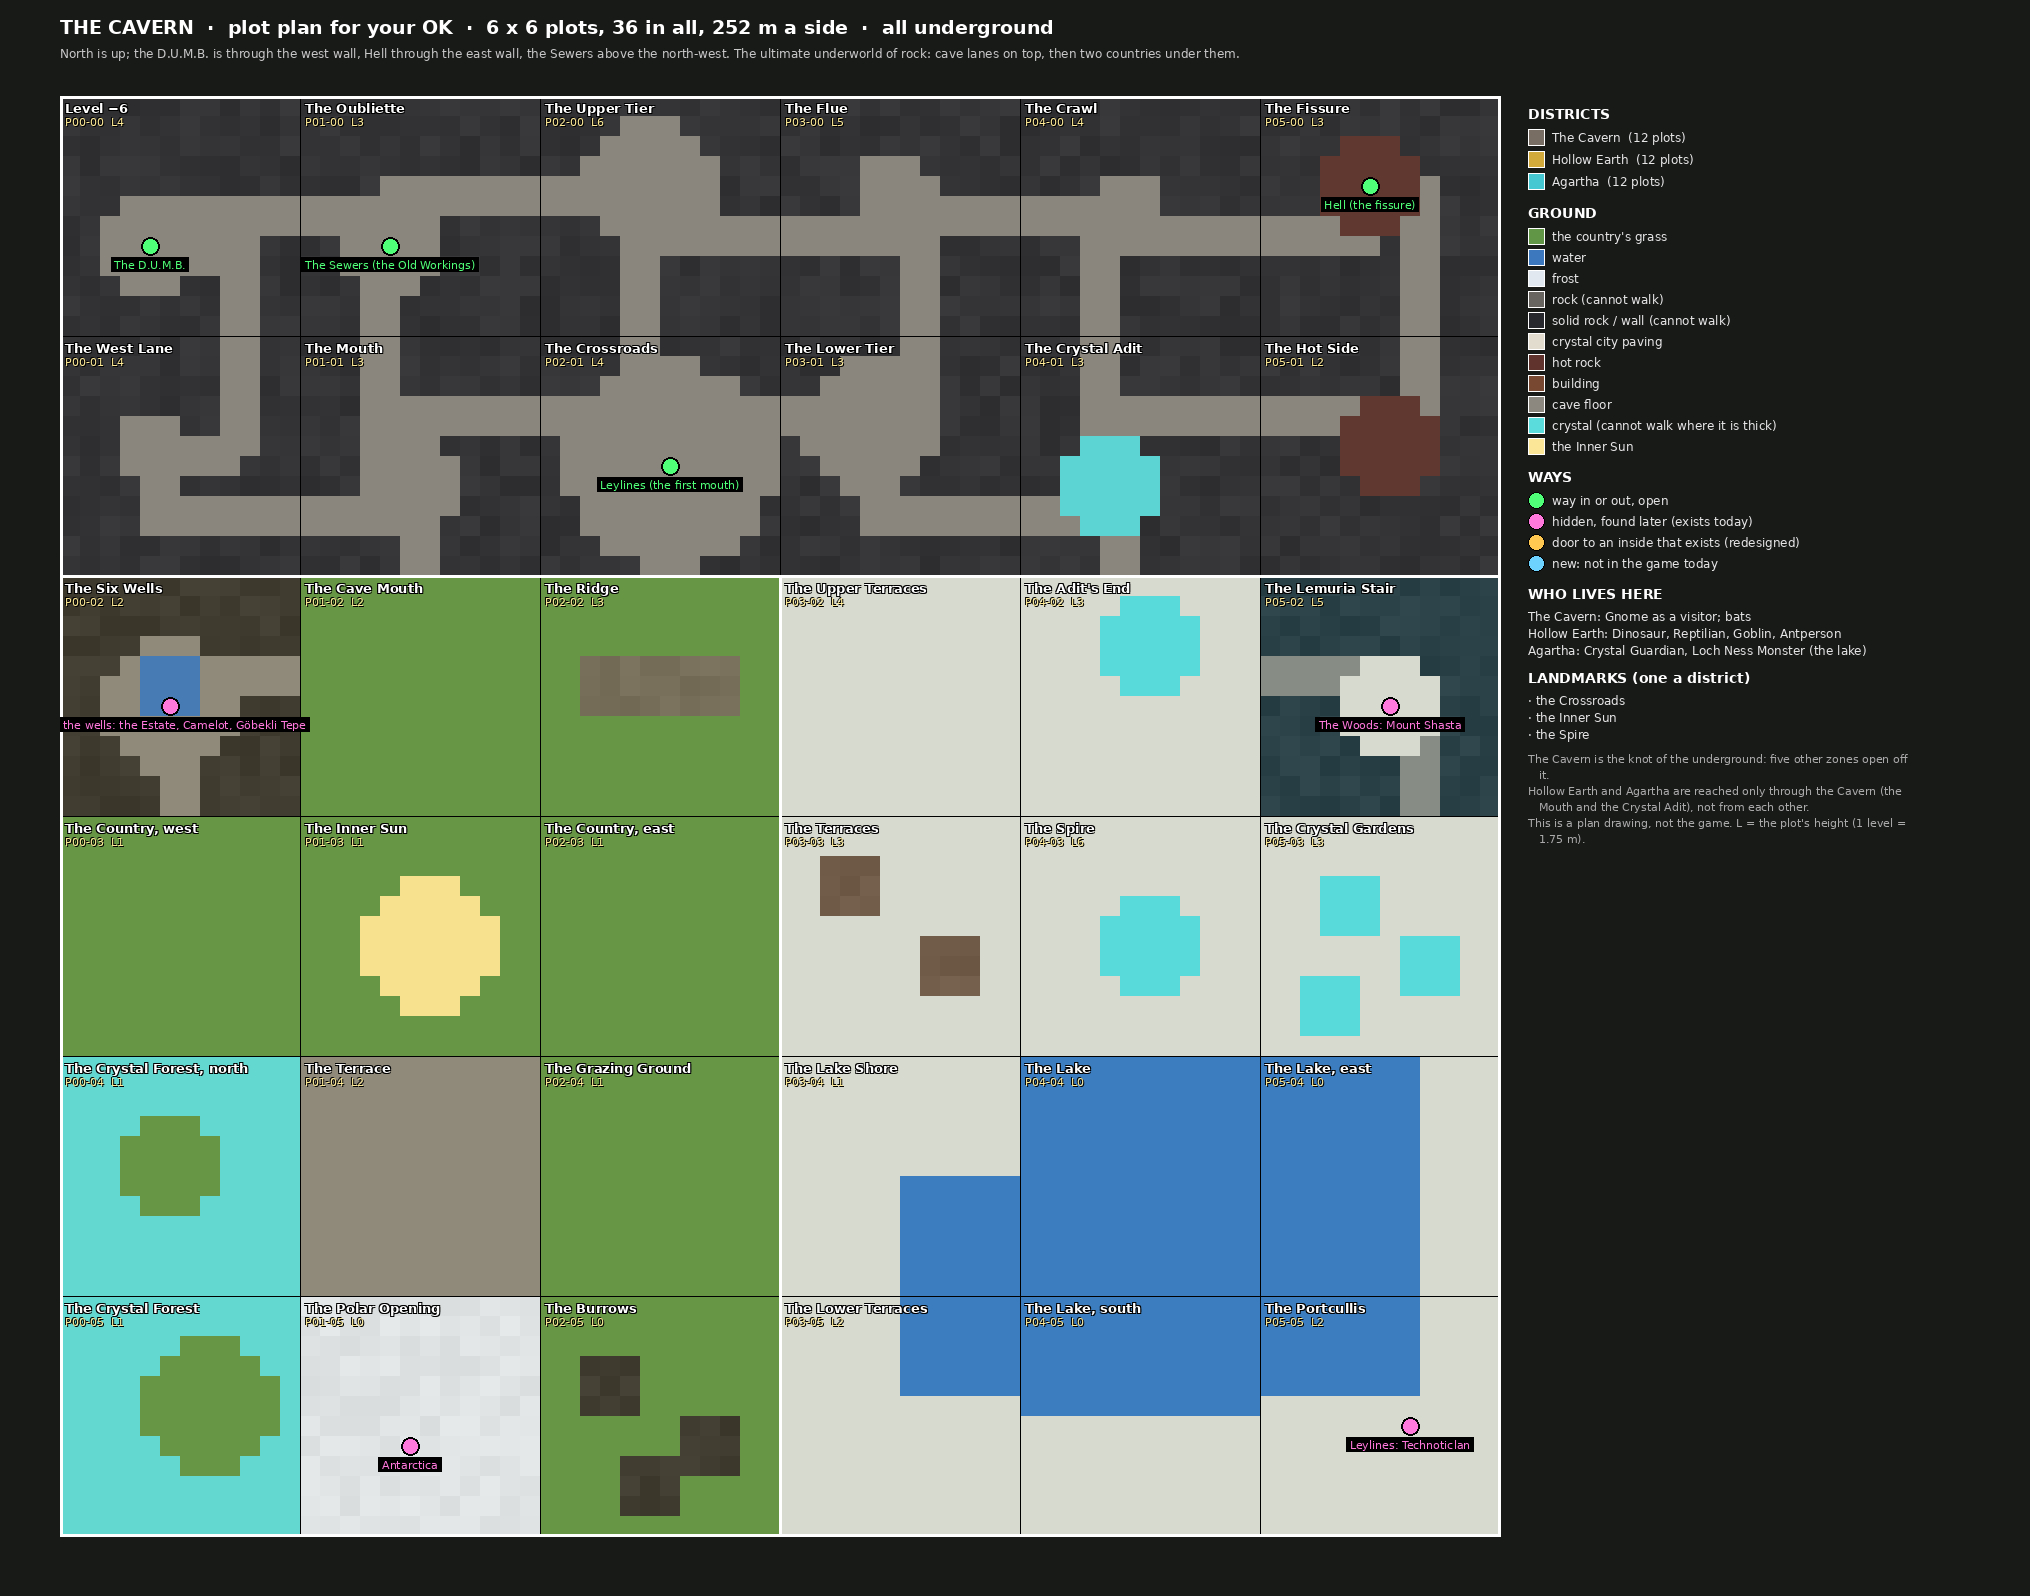 THE CAVERN · plot plan for your OK · 6 x 6 plots, 36 in all, 252 m a side · all underground
North is up; the D.U.M.B. is through the west wall, Hell through the east wall, the Sewers above the north-west. The ultimate underworld of rock: cave lanes on top, then two countries under them.
Level −6
P00-00 L4
The Oubliette
P01-00 L3
The Upper Tier
P02-00 L6
The Flue
P03-00 L5
The Crawl
P04-00 L4
The Fissure
P05-00 L3
Hell (the fissure)
The D.U.M.B.
The Sewers (the Old Workings)
The West Lane
P00-01 L4
The Mouth
P01-01 L3
The Crossroads
P02-01 L4
The Lower Tier
P03-01 L3
The Crystal Adit
P04-01 L3
The Hot Side
P05-01 L2
Leylines (the first mouth)
The Six Wells
P00-02 L2
The Cave Mouth
P01-02 L2
The Ridge
P02-02 L3
The Upper Terraces
P03-02 L4
The Adit's End
P04-02 L3
The Lemuria Stair
P05-02 L5
the wells: the Estate, Camelot, Göbekli Tepe
The Woods: Mount Shasta
The Country, west
P00-03 L1
The Inner Sun
P01-03 L1
The Country, east
P02-03 L1
The Terraces
P03-03 L3
The Spire
P04-03 L6
The Crystal Gardens
P05-03 L3
The Crystal Forest, north
P00-04 L1
The Terrace
P01-04 L2
The Grazing Ground
P02-04 L1
The Lake Shore
P03-04 L1
The Lake
P04-04 L0
The Lake, east
P05-04 L0
The Crystal Forest
P00-05 L1
The Polar Opening
P01-05 L0
The Burrows
P02-05 L0
The Lower Terraces
P03-05 L2
The Lake, south
P04-05 L0
The Portcullis
P05-05 L2
Antarctica
Leylines: Technotician
DISTRICTS
The Cavern (12 plots)
Hollow Earth (12 plots)
Agartha (12 plots)
GROUND
the country's grass
water
frost
rock (cannot walk)
solid rock / wall (cannot walk)
crystal city paving
hot rock
building
cave floor
crystal (cannot walk where it is thick)
the Inner Sun
WAYS
way in or out, open
hidden, found later (exists today)
door to an inside that exists (redesigned)
new: not in the game today
WHO LIVES HERE
The Cavern: Gnome as a visitor; bats
Hollow Earth: Dinosaur, Reptilian, Goblin, Antperson
Agartha: Crystal Guardian, Loch Ness Monster (the lake)
LANDMARKS (one a district)
· the Crossroads
· the Inner Sun
· the Spire
The Cavern is the knot of the underground: five other zones open off
it.
Hollow Earth and Agartha are reached only through the Cavern (the
Mouth and the Crystal Adit), not from each other.
This is a plan drawing, not the game. L = the plot's height (1 level =
1.75 m).